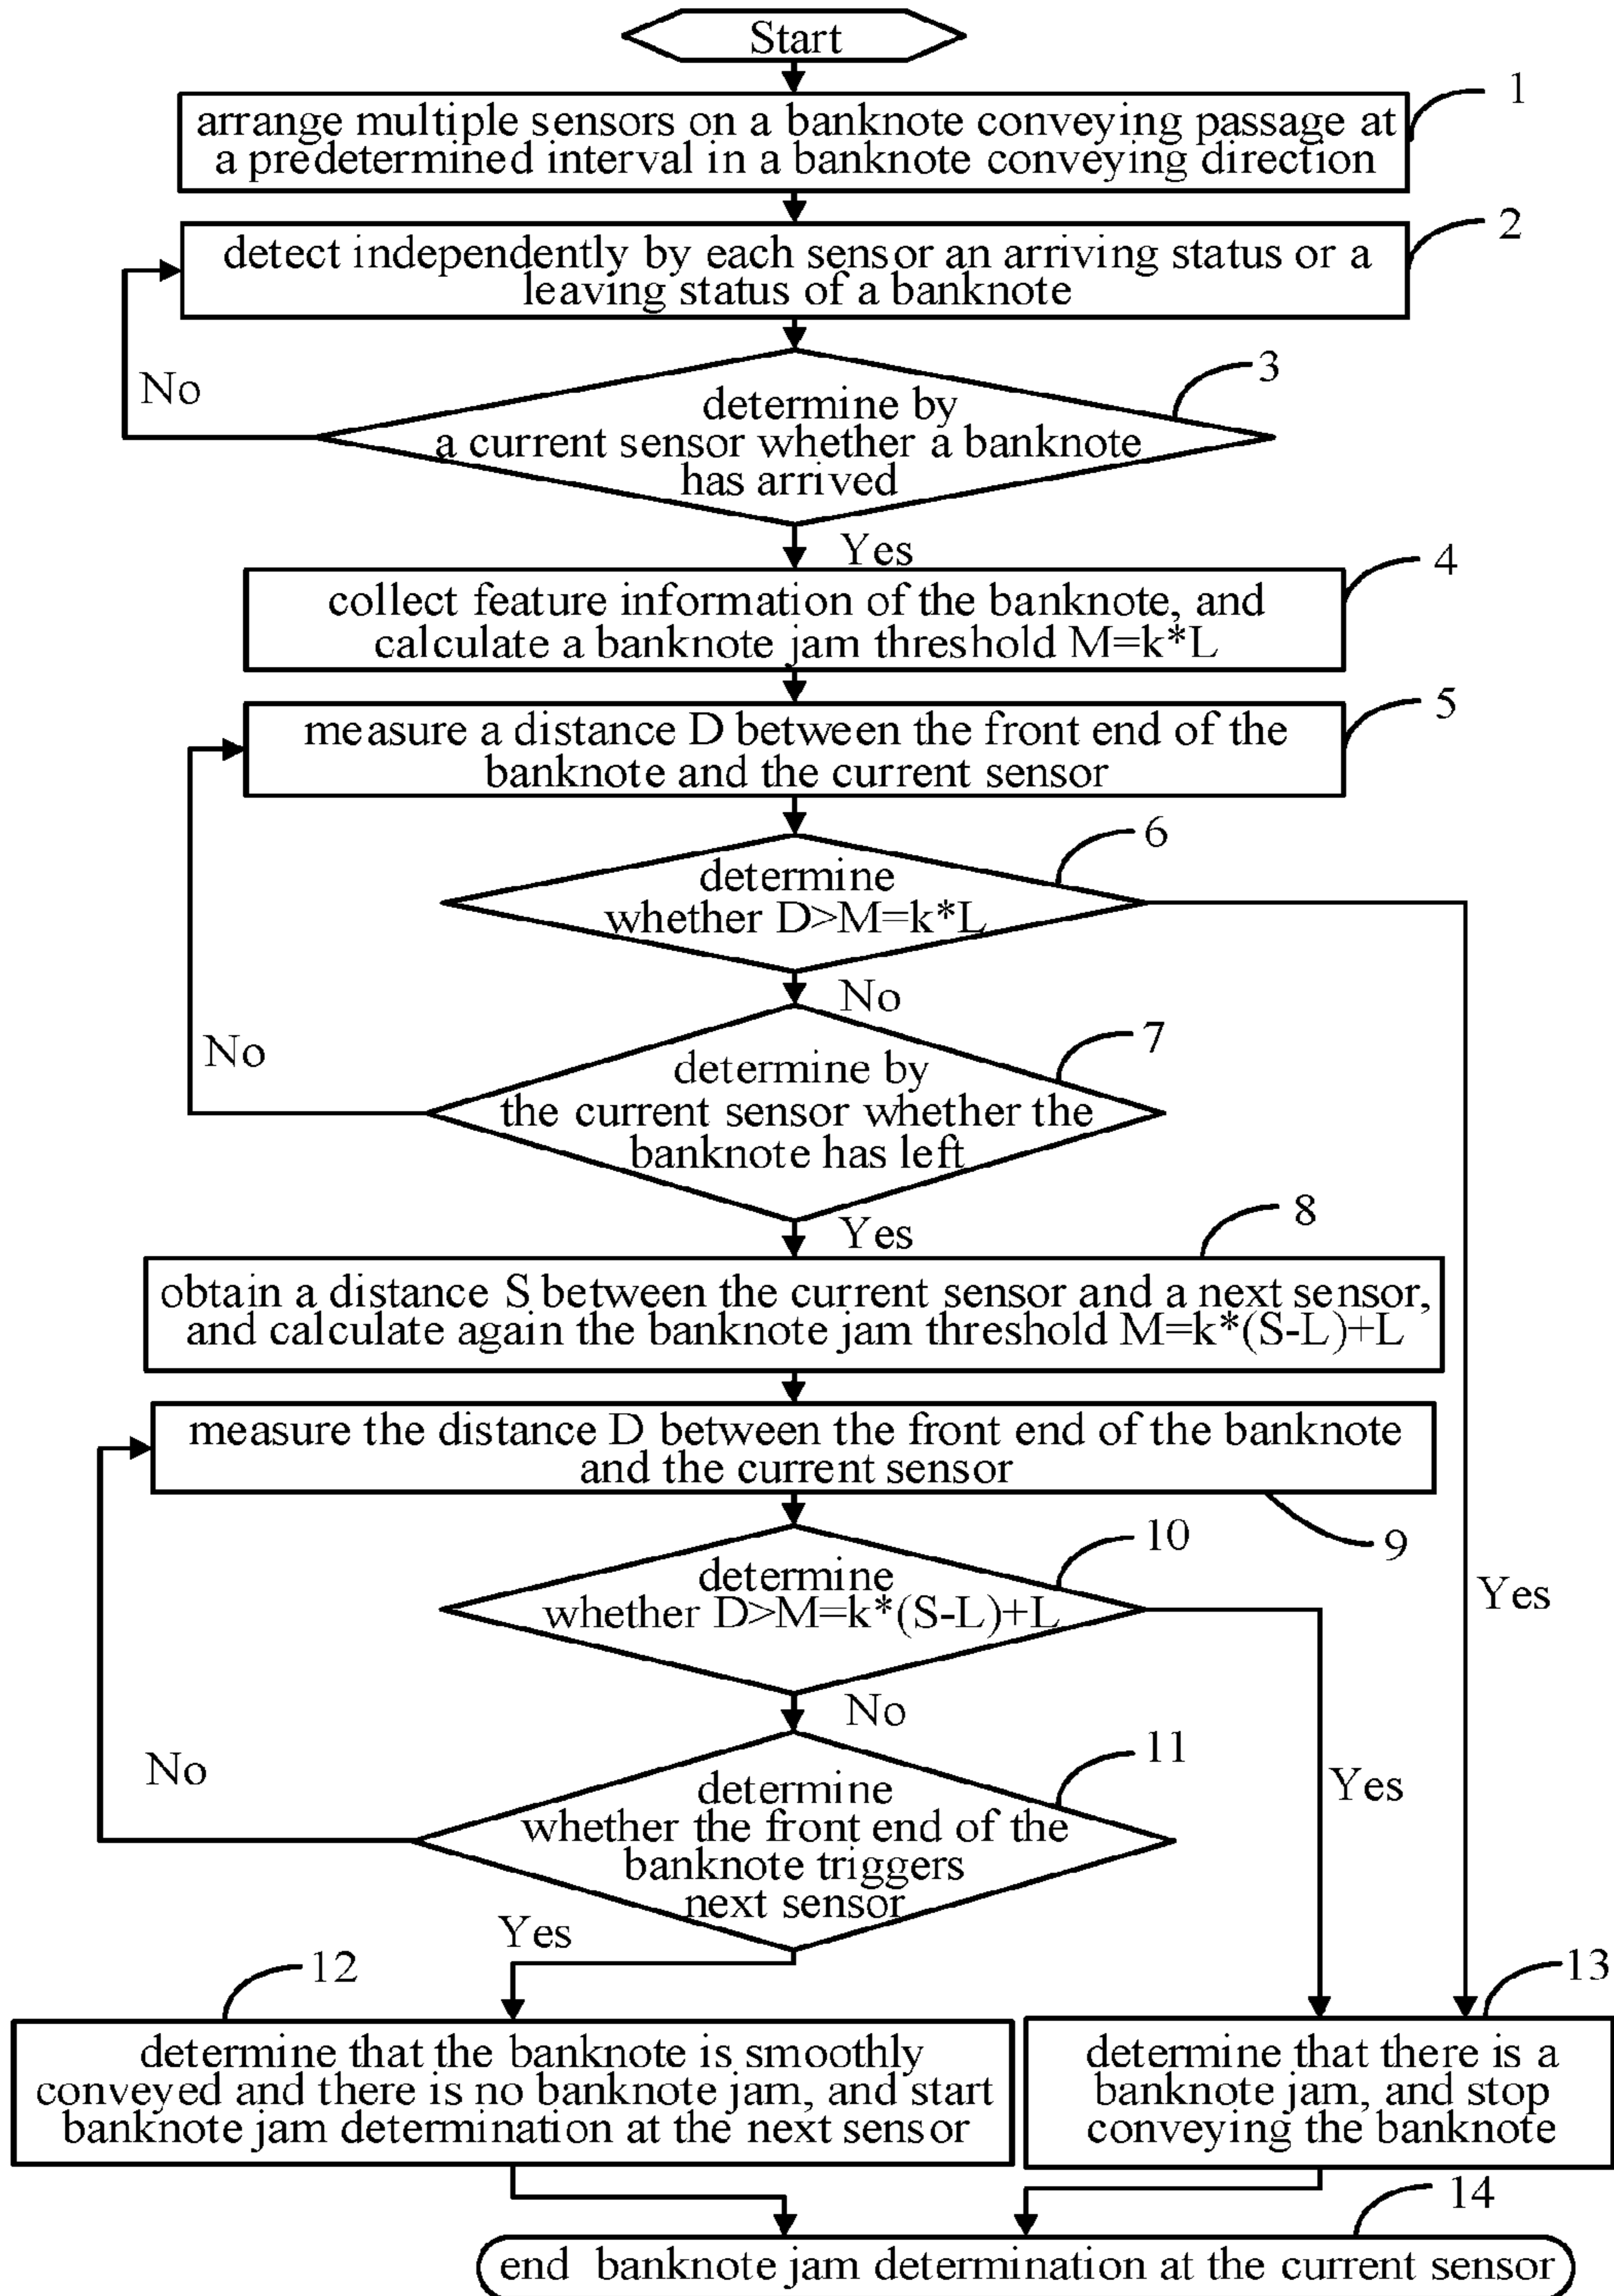 Start
1
arrange multiple sensors on a banknote conveying passage at
a predetermined interval in a banknote conveying direction
2
detect independently by each sensor an arriving status or a
leaving status of a banknote
3
No
determine by
a current sensor whether a banknote
has arrived
Yes
4
collect feature information of the banknote, and
calculate a banknote jam threshold M=k*L
5
measure a distance D between the front end of the
banknote and the current sensor
6
determine
whether D>M=k*L
No
7
No
determine by
the current sensor whether the
banknote has left
Yes
8
obtain a distance S between the current sensor and a next sensor,
and calculate again the banknote jam threshold M=k*(S-L)+L
measure the distance D between the front end of the banknote
and the current sensor
9
10
determine
whether D>M=k*(S-L)+L
Yes
No
11
No
Yes
determine
whether the front end of the
banknote triggers
next sensor
Yes
12
13
determine that the banknote is smoothly
conveyed and there is no banknote jam, and start
banknote jam determination at the next sensor
determine that there is a
banknote jam, and stop
conveying the banknote
14
end banknote jam determination at the current sensor